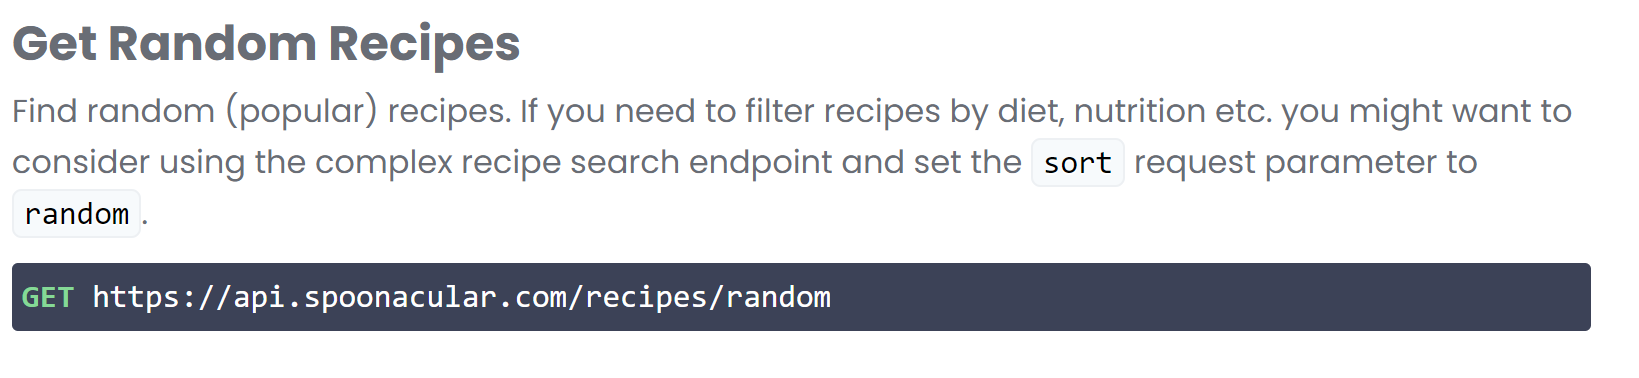 Get Random Recipes
Find random (popular) recipes. If you need to filter recipes by diet, nutrition etc. you might want to
consider using the complex recipe search endpoint and set the sort request parameter to
random.
GET https://api.spoonacular.com/recipes/random